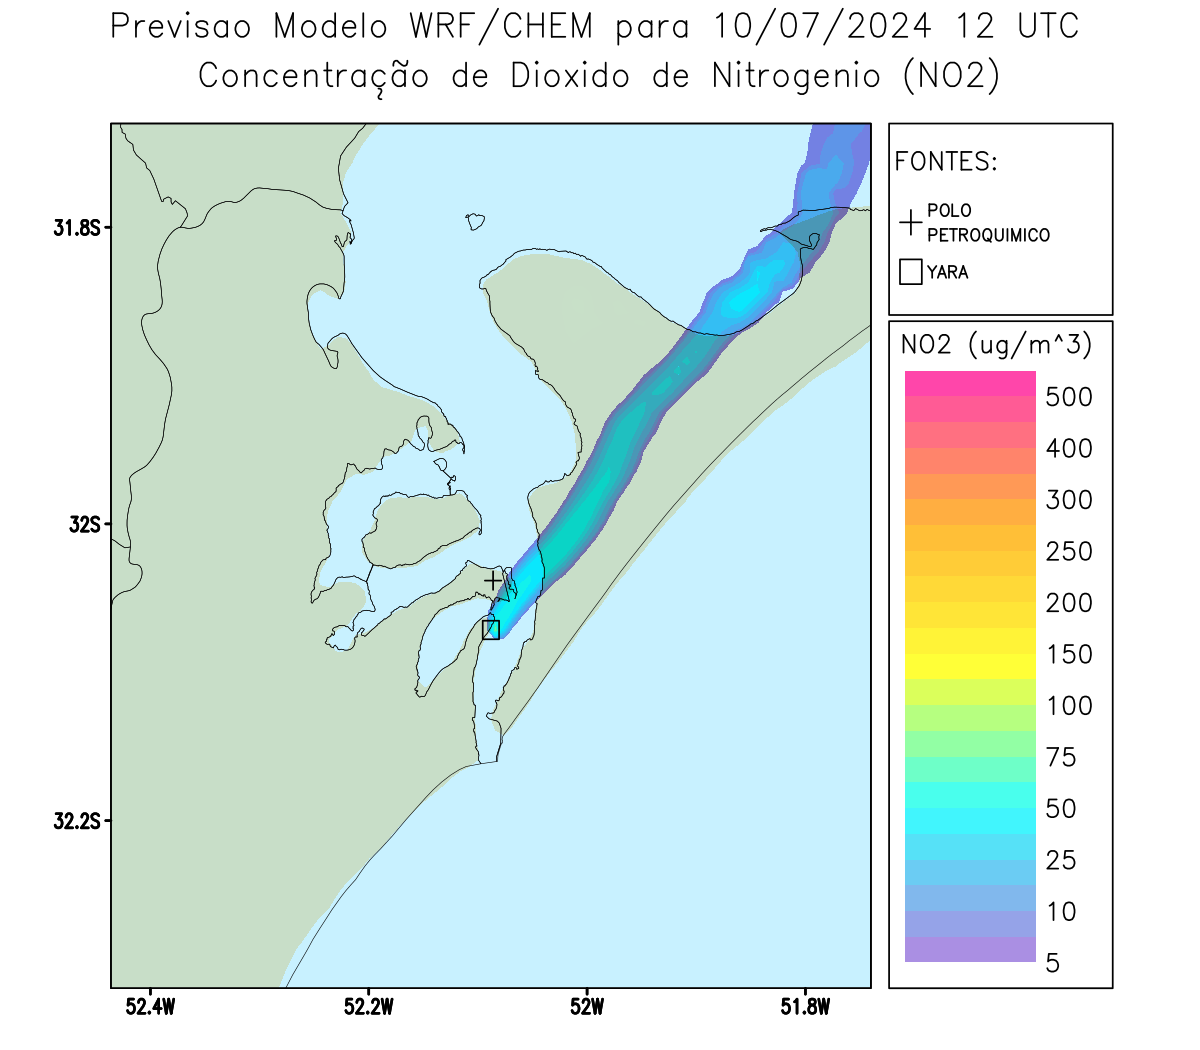 Previsao Modelo WRF/CHEM para 10/07/2024 12 UTC
Concentração de Dioxido de Nitrogenio (NO2)
FONTES:
POLO
PETROQUIMICO
YARA
31.8S
32S
32.2S
52.4W
52.2W
52W
51.8W
NO2 (ug/m^3)
500
400
300
250
200
150
100
75
50
25
10
5